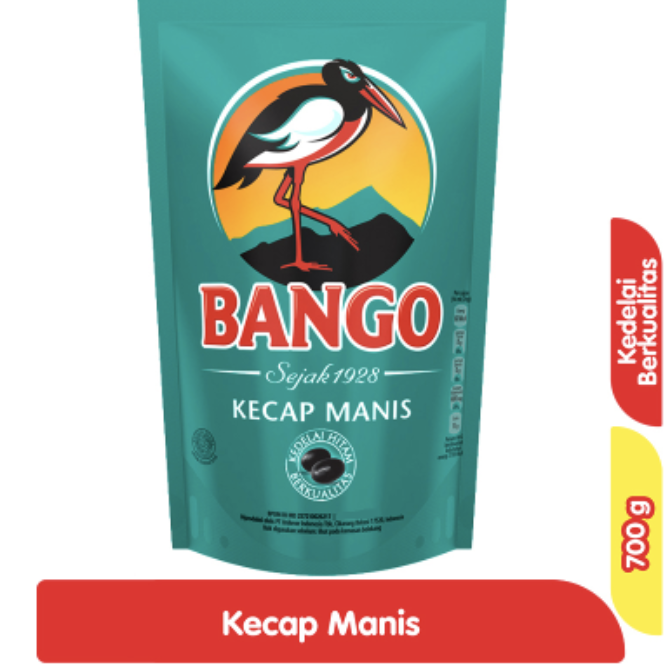 BANGO
Sejak 1928
KECAP MANIS
KEDELAI HITAM
BERKUALITAS
Kedelai
Berkualitas
700 g
Kecap Manis